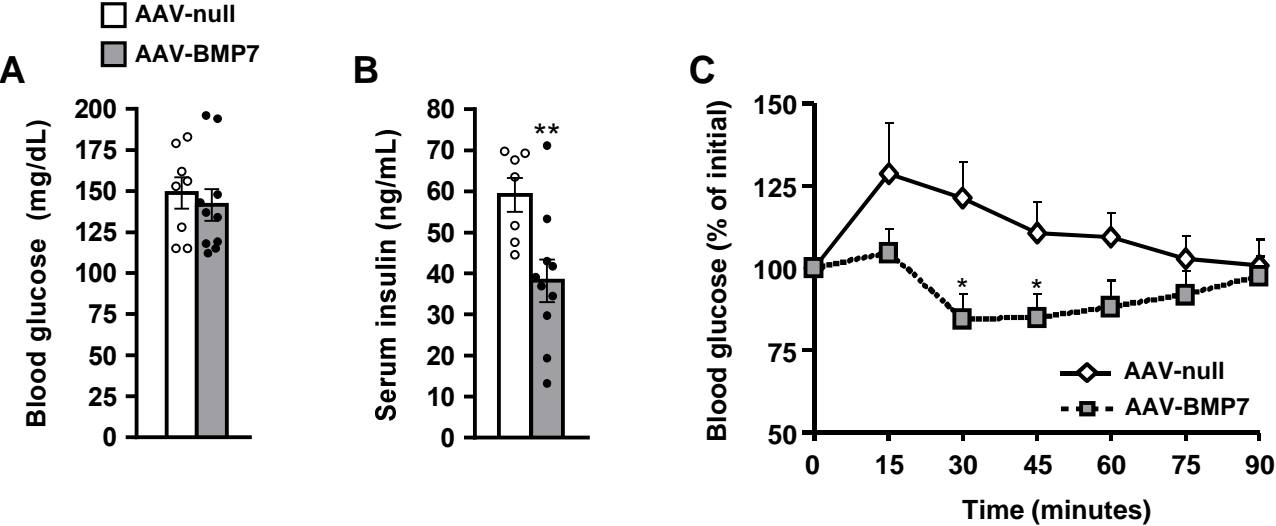 AAV-null
AAV-BMP7
A
B
C
Blood glucose (mg/dL)
200
175
150
125
100
75
50
25
0
Serum insulin (ng/mL)
80
70
60
50
40
30
20
10
0
**
Blood glucose (% of initial)
150
125
100
75
50
* *
AAV-null
AAV-BMP7
0 15 30 45 60 75 90
Time (minutes)